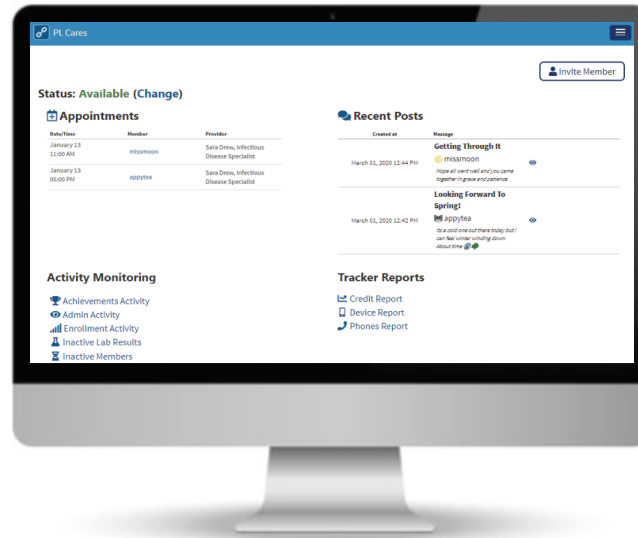 PL Cares
Invite Member
Status: Available (Change)
Appointments
Date/Time Member Provider
January 13
11:00 AM
missmoon
Sara Drew, Infectious
Disease Specialist
January 13
05:00 PM
appytea
Sara Drew, Infectious
Disease Specialist
Recent Posts
Created at Message
March 01, 2020 12:44 PM
Getting Through It
missmoon
Hope all went well and you came
together in grace and patience.
March 01, 2020 12:42 PM
Looking Forward To
Spring!
appytea
Its a cold one out there today but I
can feel winter winding down.
About time
Activity Monitoring
Achievements Activity
Admin Activity
Enrollment Activity
Inactive Lab Results
Inactive Members
Tracker Reports
Credit Report
Device Report
Phones Report